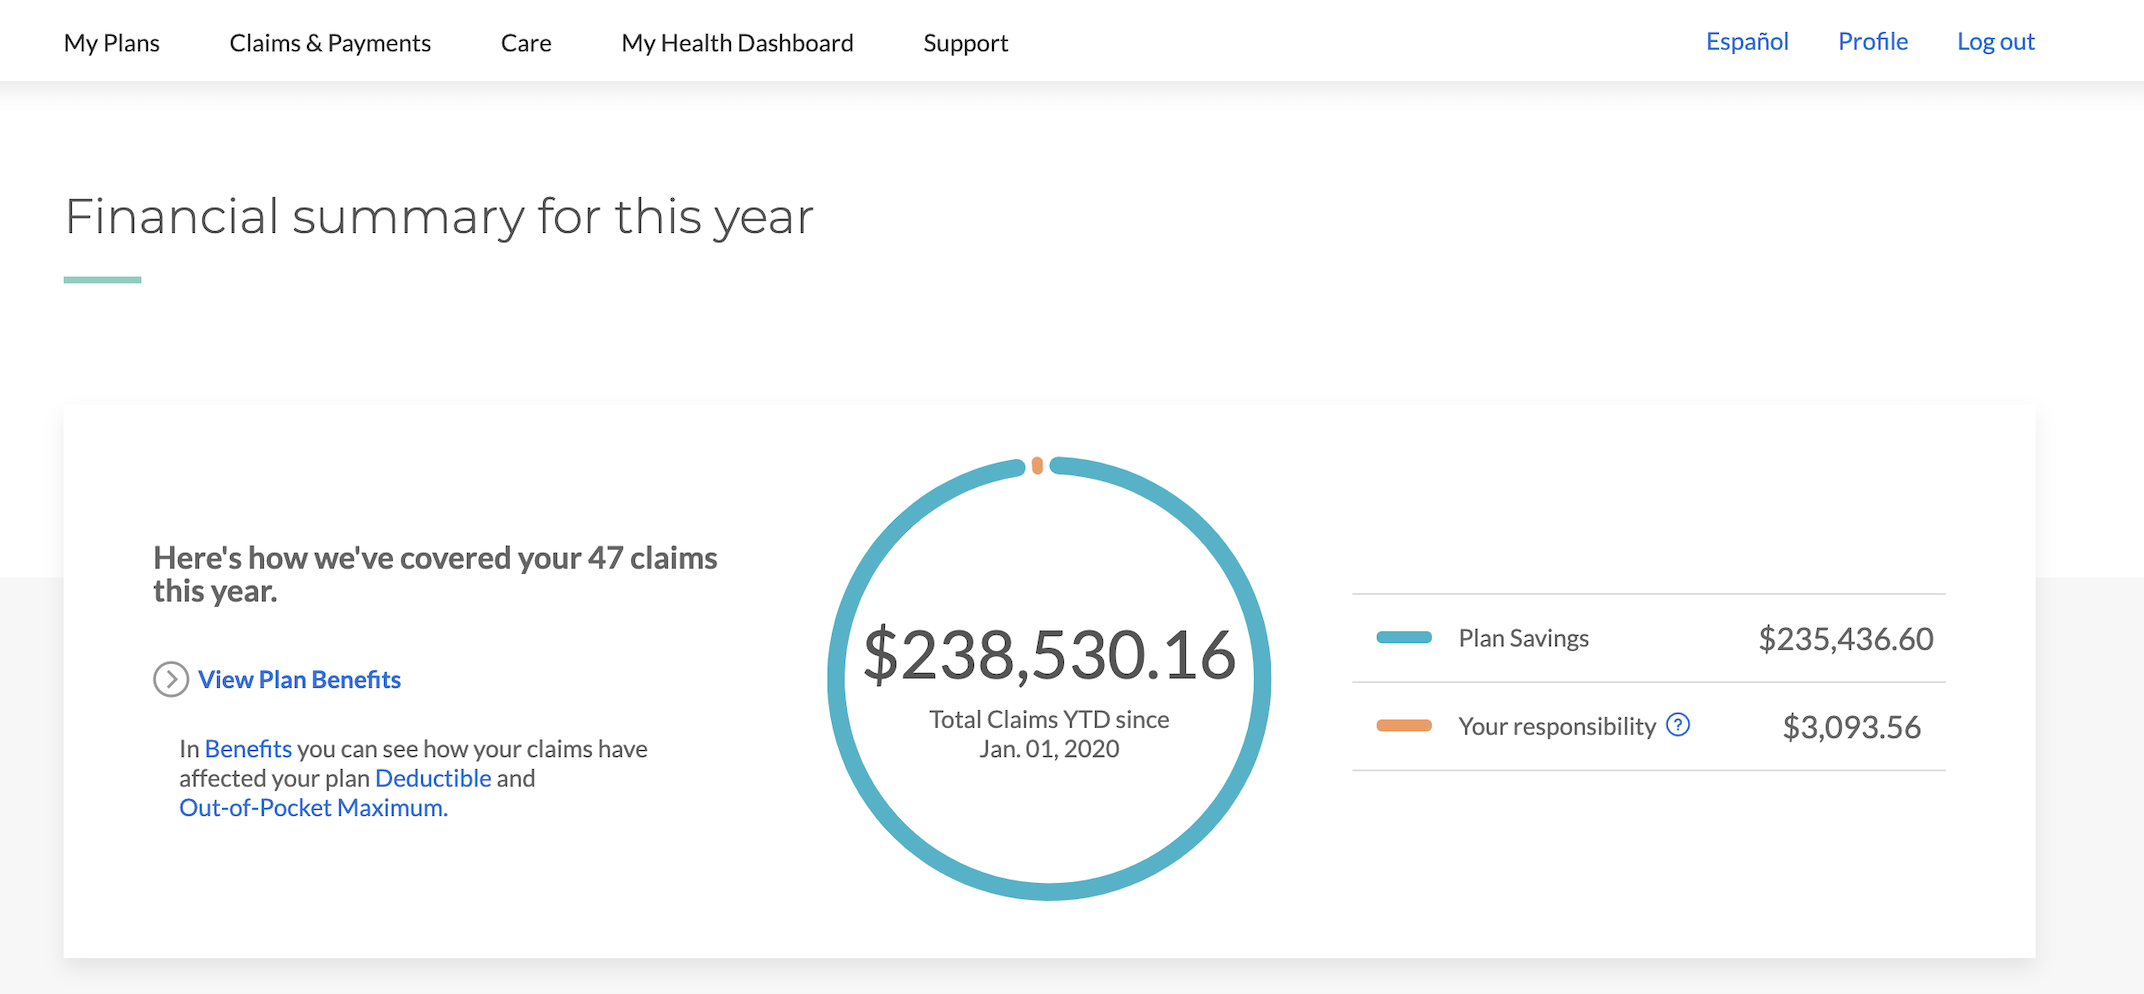 My Plans Claims & Payments Care My Health Dashboard Support Español Profile Log out
Financial summary for this year
Here's how we've covered your 47 claims
this year.
View Plan Benefits
In Benefits you can see how your claims have
affected your plan Deductible and
Out-of-Pocket Maximum.
$238,530.16
Total Claims YTD since
Jan. 01, 2020
Plan Savings $235,436.60
Your responsibility ? $3,093.56